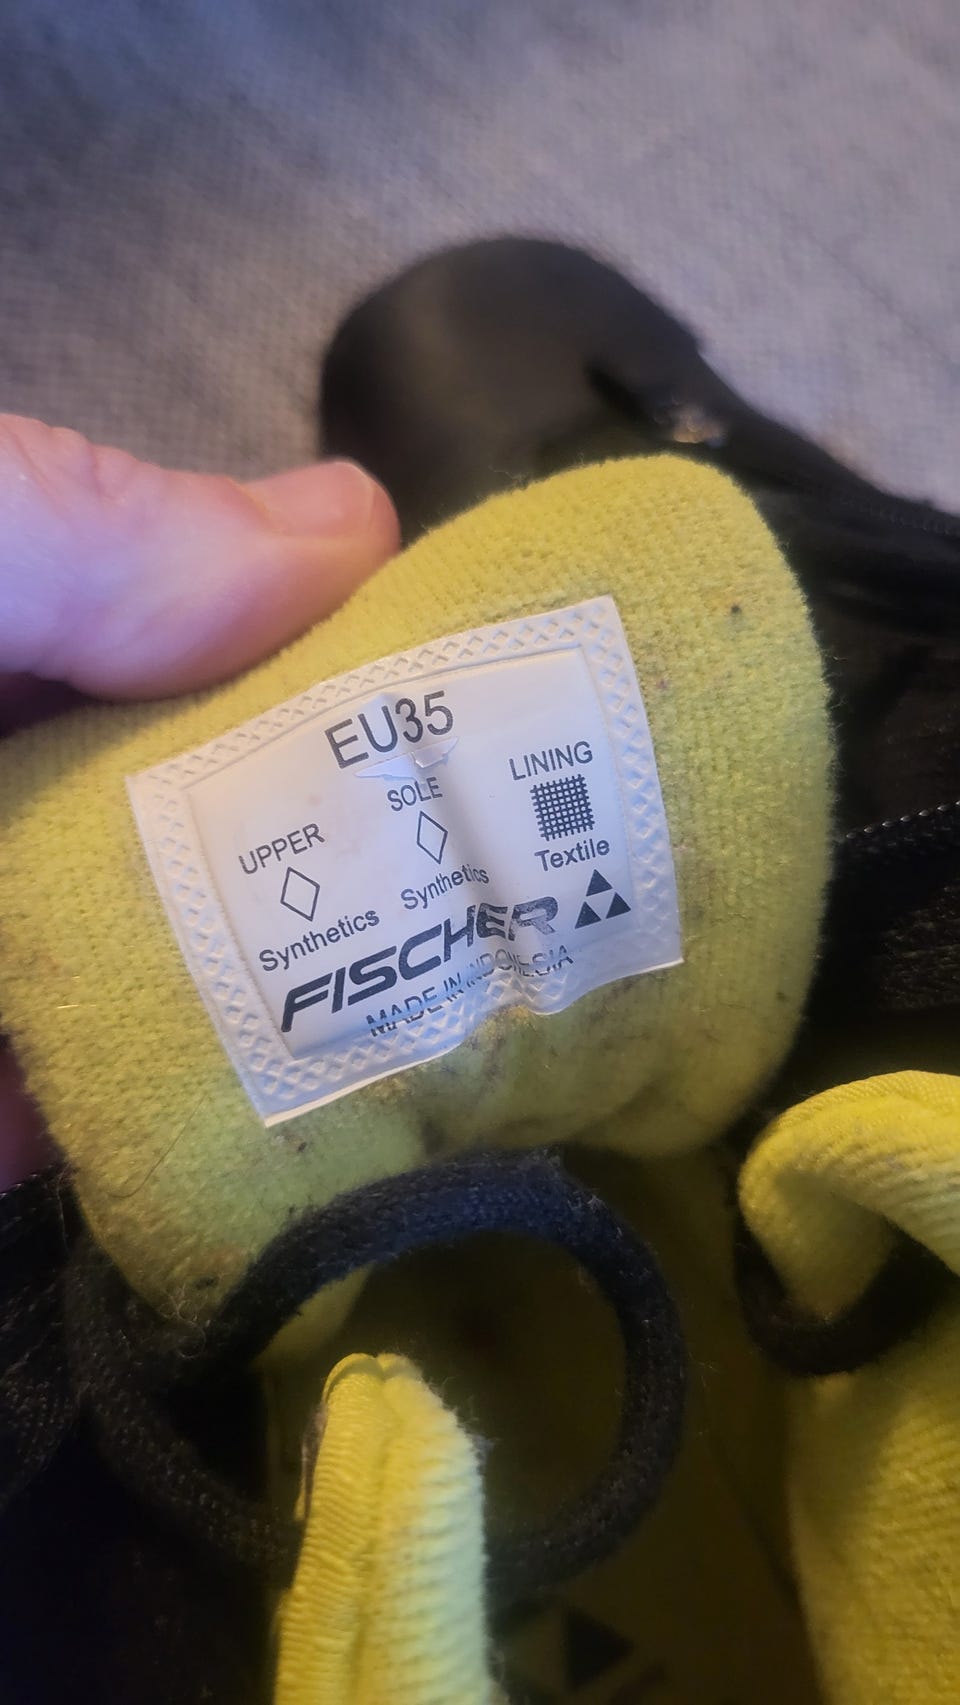 EU35
UPPER SOLE LINING
Synthetics Synthetics Textile
FISCHER
MADE IN INDONESIA